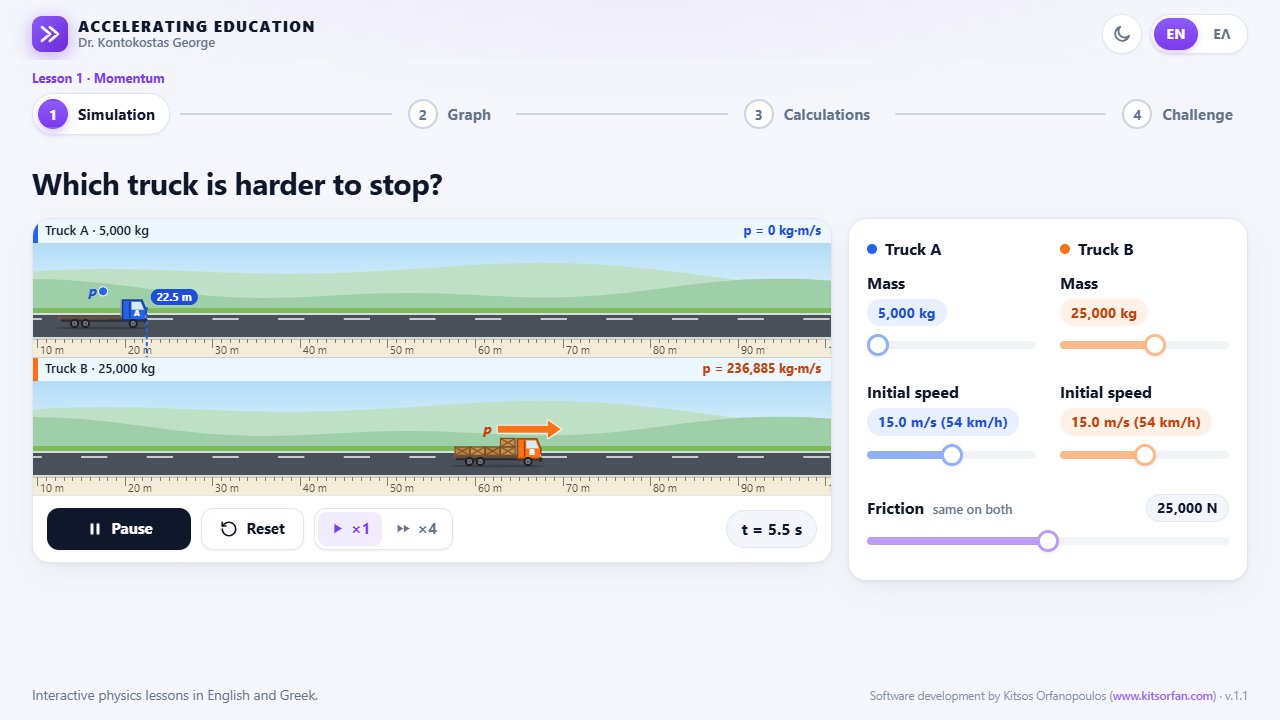 ACCELERATING EDUCATION
Dr. Kontokostas George
EN
ΕΛ
Lesson 1 · Momentum
1 Simulation
2 Graph
3 Calculations
4 Challenge
Which truck is harder to stop?
Truck A · 5,000 kg
p = 0 kg·m/s
p
22.5 m
A
10 m 20 m 30 m 40 m 50 m 60 m 70 m 80 m 90 m
Truck B · 25,000 kg
p = 236,885 kg·m/s
p
10 m 20 m 30 m 40 m 50 m 60 m 70 m 80 m 90 m
Pause
Reset
×1
×4
t = 5.5 s
Truck A
Truck B
Mass
Mass
5,000 kg
25,000 kg
Initial speed
Initial speed
15.0 m/s (54 km/h)
15.0 m/s (54 km/h)
Friction same on both
25,000 N
Interactive physics lessons in English and Greek.
Software development by Kitsos Orfanopoulos (www.kitsorfan.com) · v.1.1